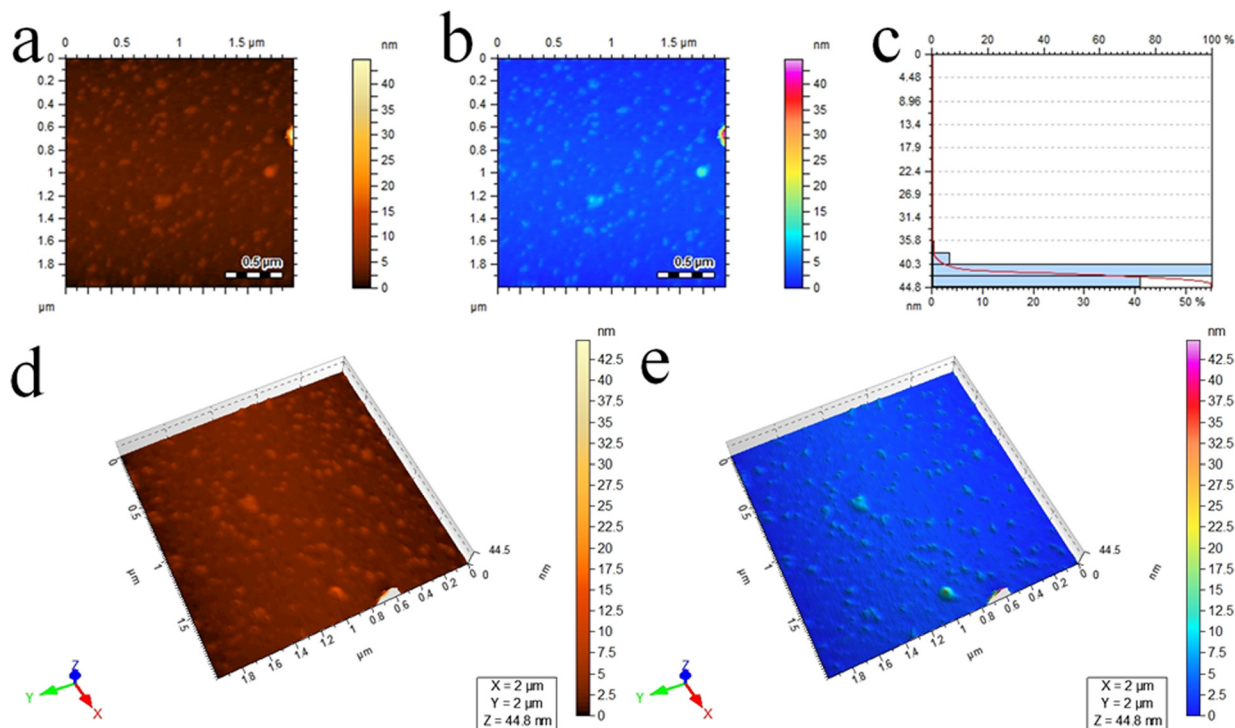 a
0 0.5 1 1.5 µm
0
0.2
0.4
0.6
0.8
1
1.2
1.4
1.6
1.8
µm
0.5 µm
nm
40
35
30
25
20
15
10
5
0
b
0 0.5 1 1.5 µm
0
0.2
0.4
0.6
0.8
1
1.2
1.4
1.6
1.8
µm
0.5 µm
nm
40
35
30
25
20
15
10
5
0
c
0 20 40 60 80 100 %
0
4.48
8.96
13.4
17.9
22.4
26.9
31.4
35.8
40.3
44.8
nm
0 10 20 30 40 50 %
d
0
0.5
1
1.5
µm
1.8 1.6 1.4 1.2 1 0.8 0.6 0.4 0.2 0
µm
44.5
0
nm
Z
Y
X
X = 2 µm
Y = 2 µm
Z = 44.8 nm
nm
42.5
40
37.5
35
32.5
30
27.5
25
22.5
20
17.5
15
12.5
10
7.5
5
2.5
0
e
0
0.5
1
1.5
µm
1.8 1.6 1.4 1.2 1 0.8 0.6 0.4 0.2 0
µm
44.5
0
nm
Z
Y
X
X = 2 µm
Y = 2 µm
Z = 44.8 nm
nm
42.5
40
37.5
35
32.5
30
27.5
25
22.5
20
17.5
15
12.5
10
7.5
5
2.5
0